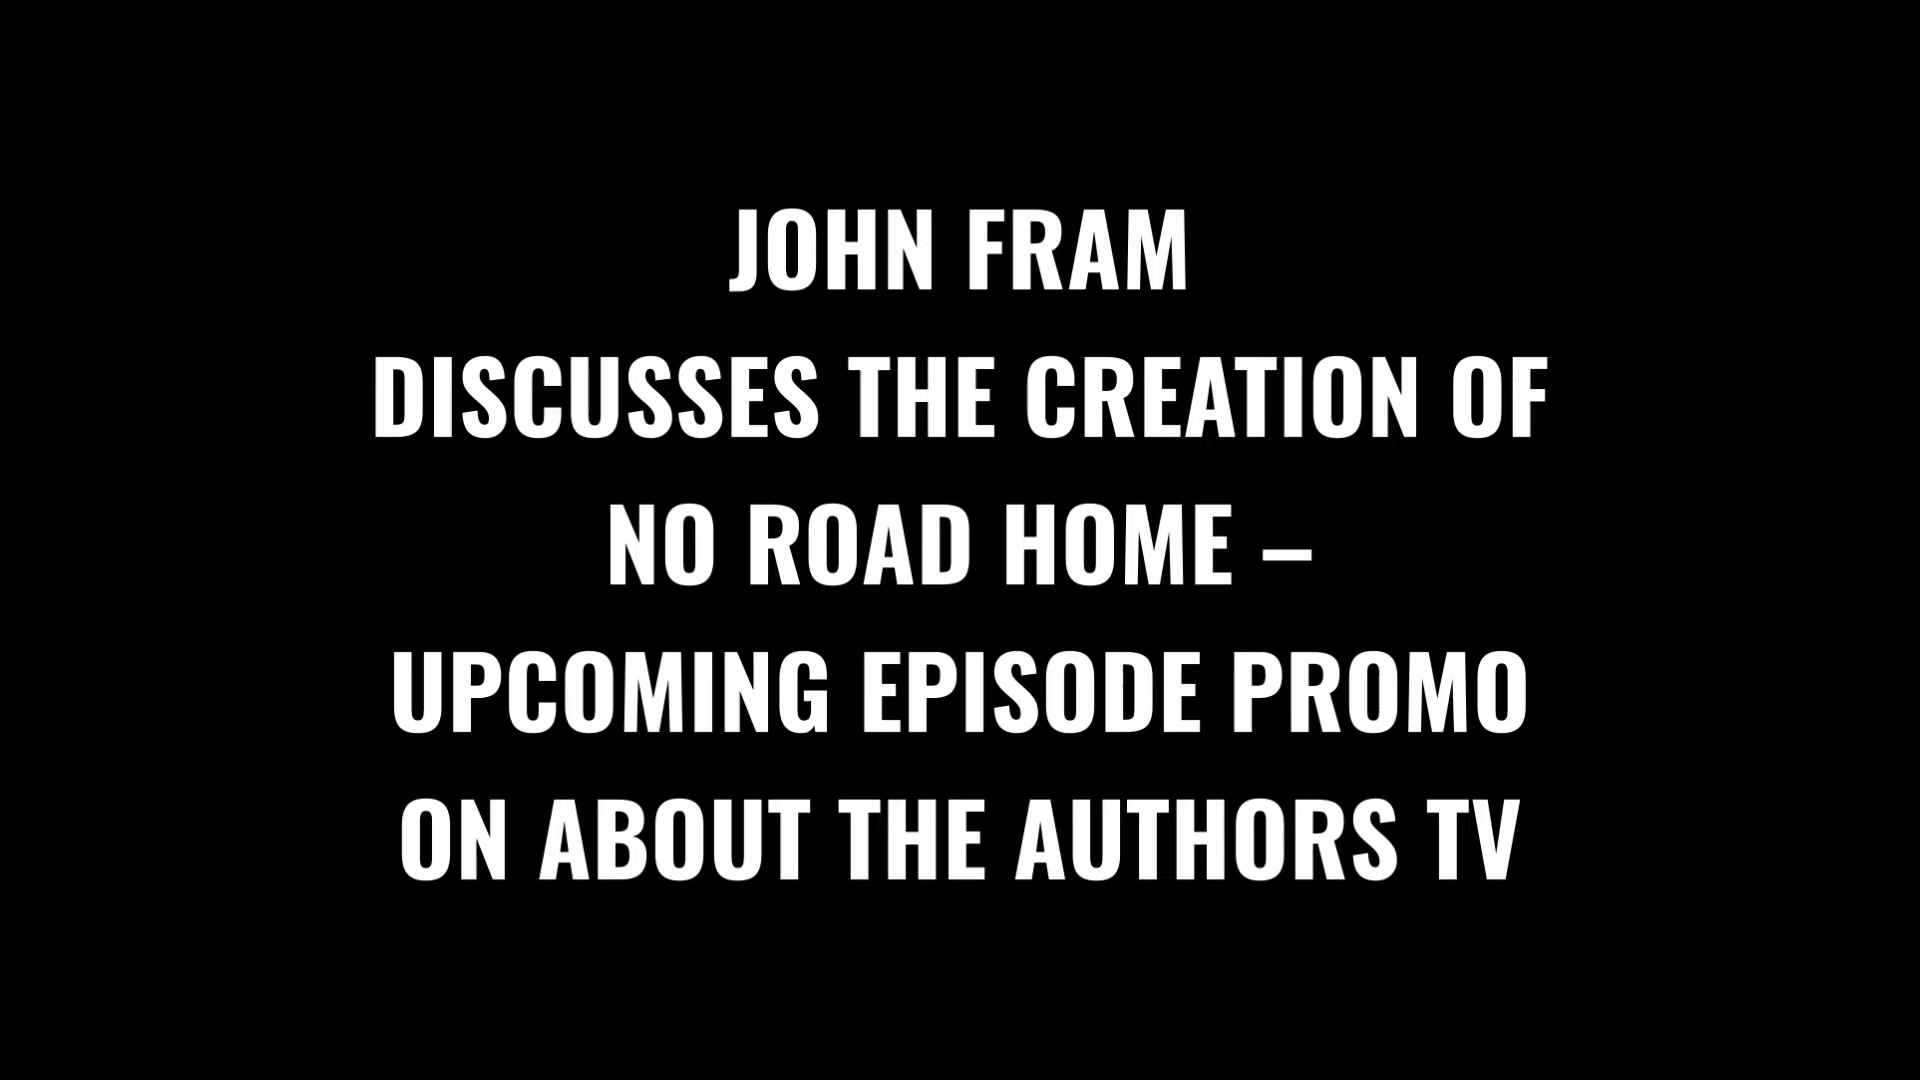 JOHN FRAM
DISCUSSES THE CREATION OF
NO ROAD HOME –
UPCOMING EPISODE PROMO
ON ABOUT THE AUTHORS TV